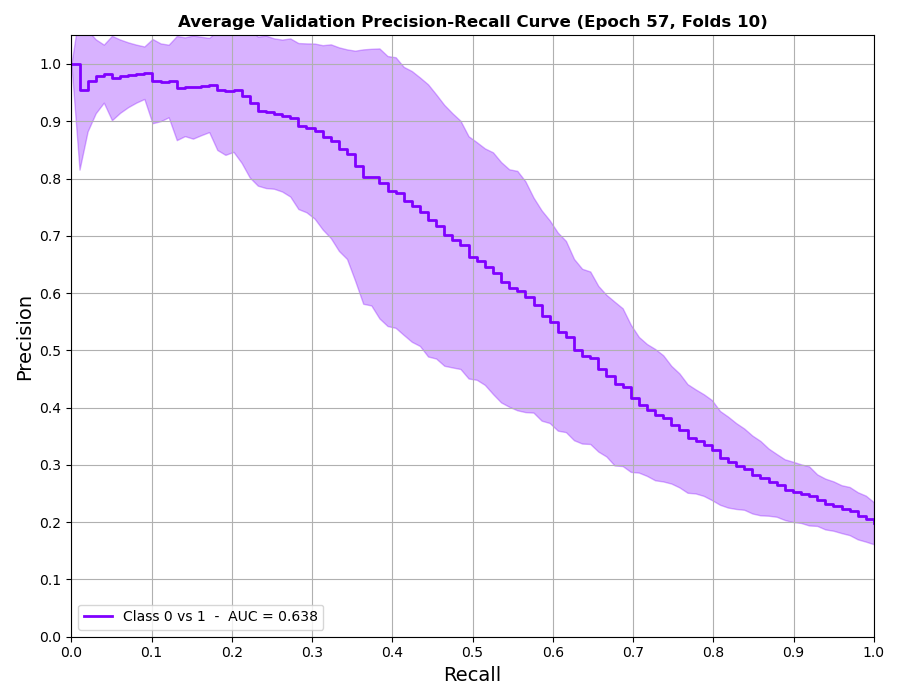 Average Validation Precision-Recall Curve (Epoch 57, Folds 10)
Precision
1.0
0.9
0.8
0.7
0.6
0.5
0.4
0.3
0.2
0.1
0.0
Class 0 vs 1 - AUC = 0.638
0.0 0.1 0.2 0.3 0.4 0.5 0.6 0.7 0.8 0.9 1.0
Recall